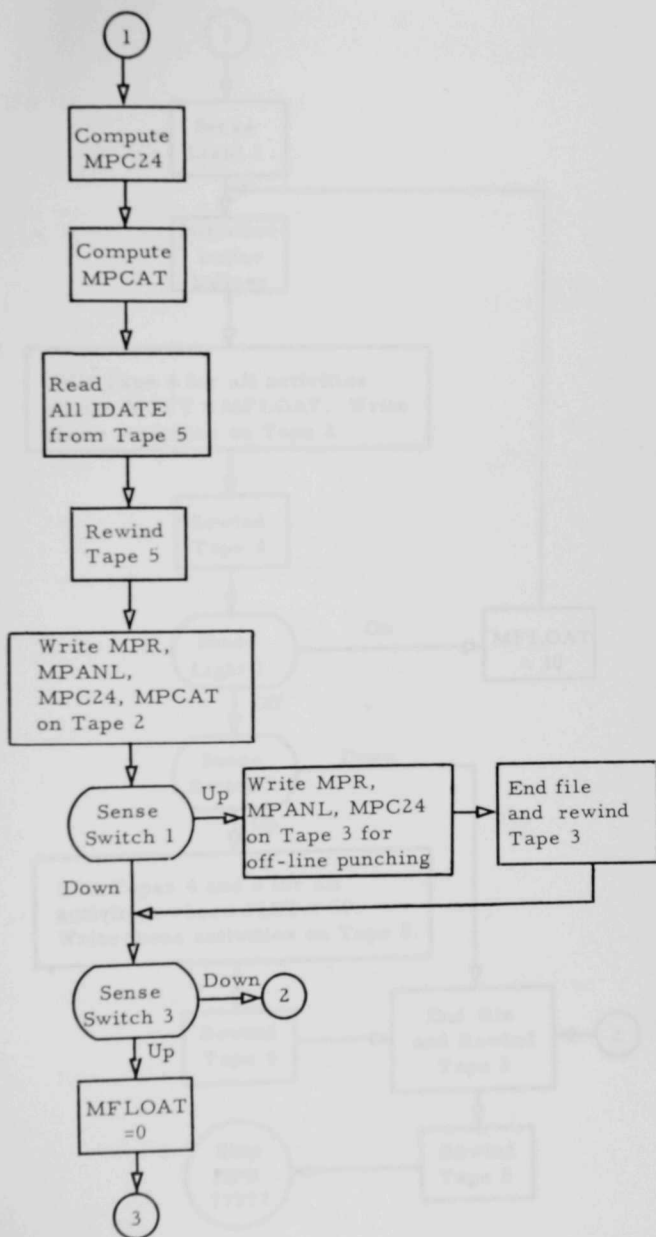 1
Compute
MPC24
Compute
MPCAT
Read
All IDATE
from Tape 5
Rewind
Tape 5
Write MPR,
MPANL,
MPC24, MPCAT
on Tape 2
Sense
Switch 1
Up
Write MPR,
MPANL, MPC24
on Tape 3 for
off-line punching
End file
and rewind
Tape 3
Down
Sense
Switch 3
Down
2
Up
MFLOAT
=0
3